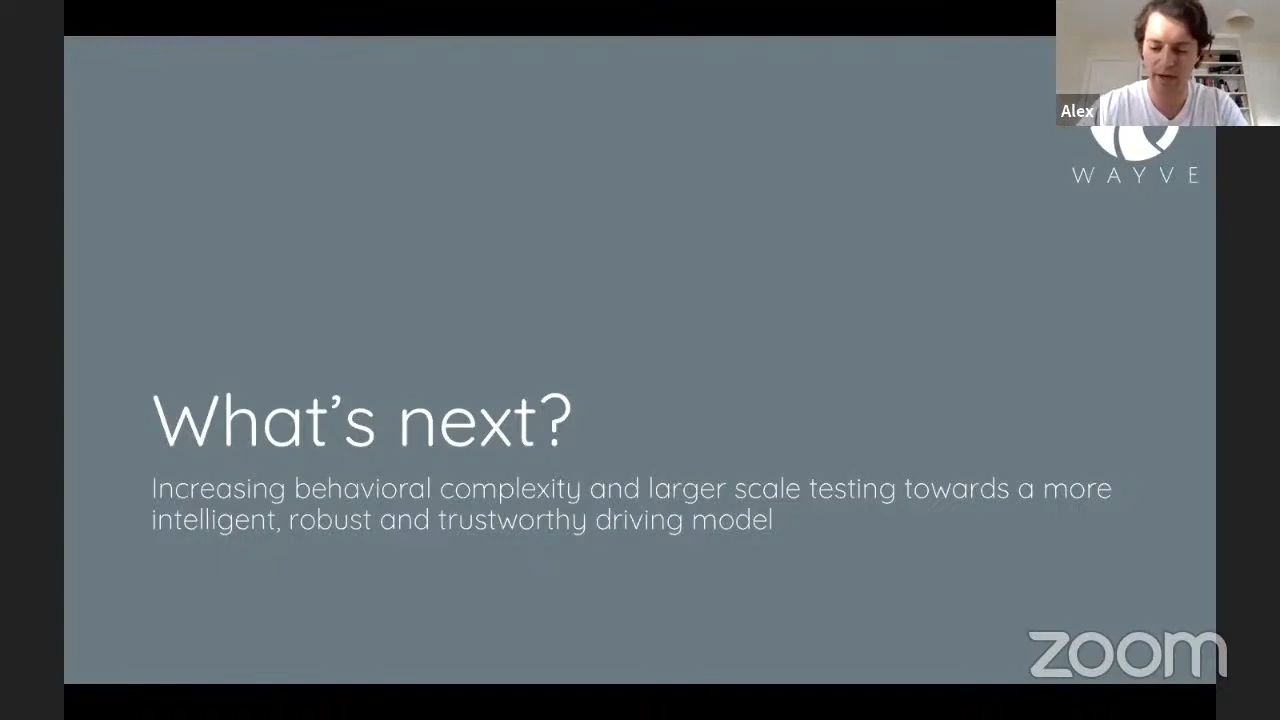 Alex
WAYVE
What's next?
Increasing behavioral complexity and larger scale testing towards a more
intelligent, robust and trustworthy driving model
zoom